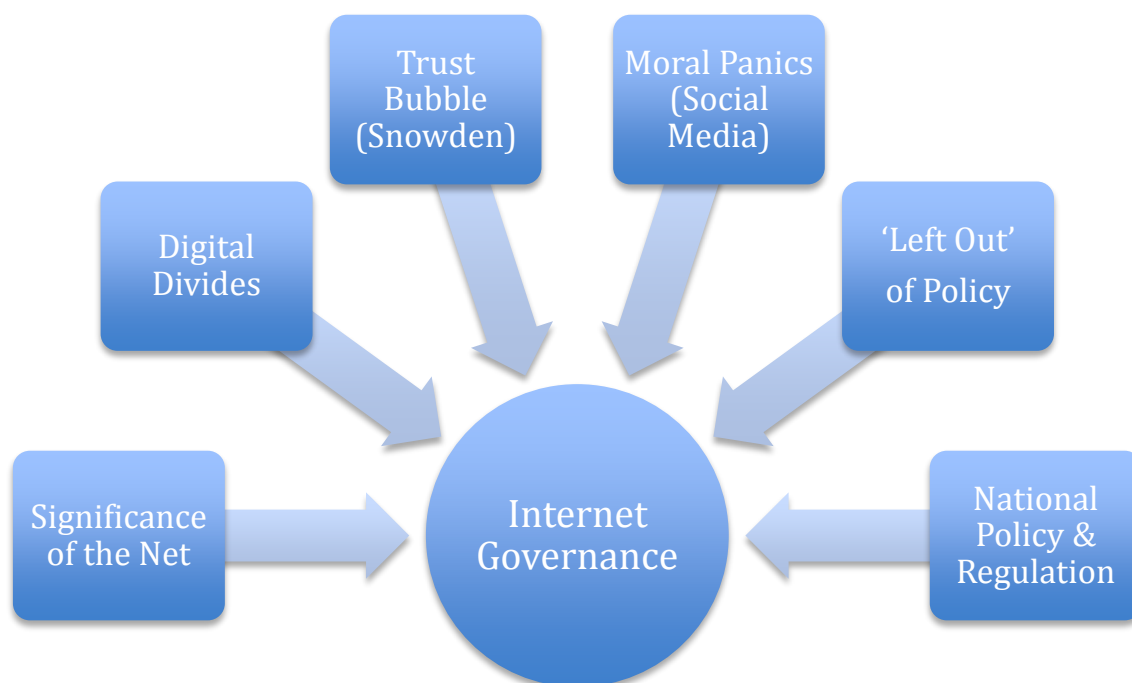 Trust
Bubble
(Snowden)
Moral Panics
(Social
Media)
Digital
Divides
‘Left Out’
of Policy
Significance
of the Net
Internet
Governance
National
Policy &
Regulation